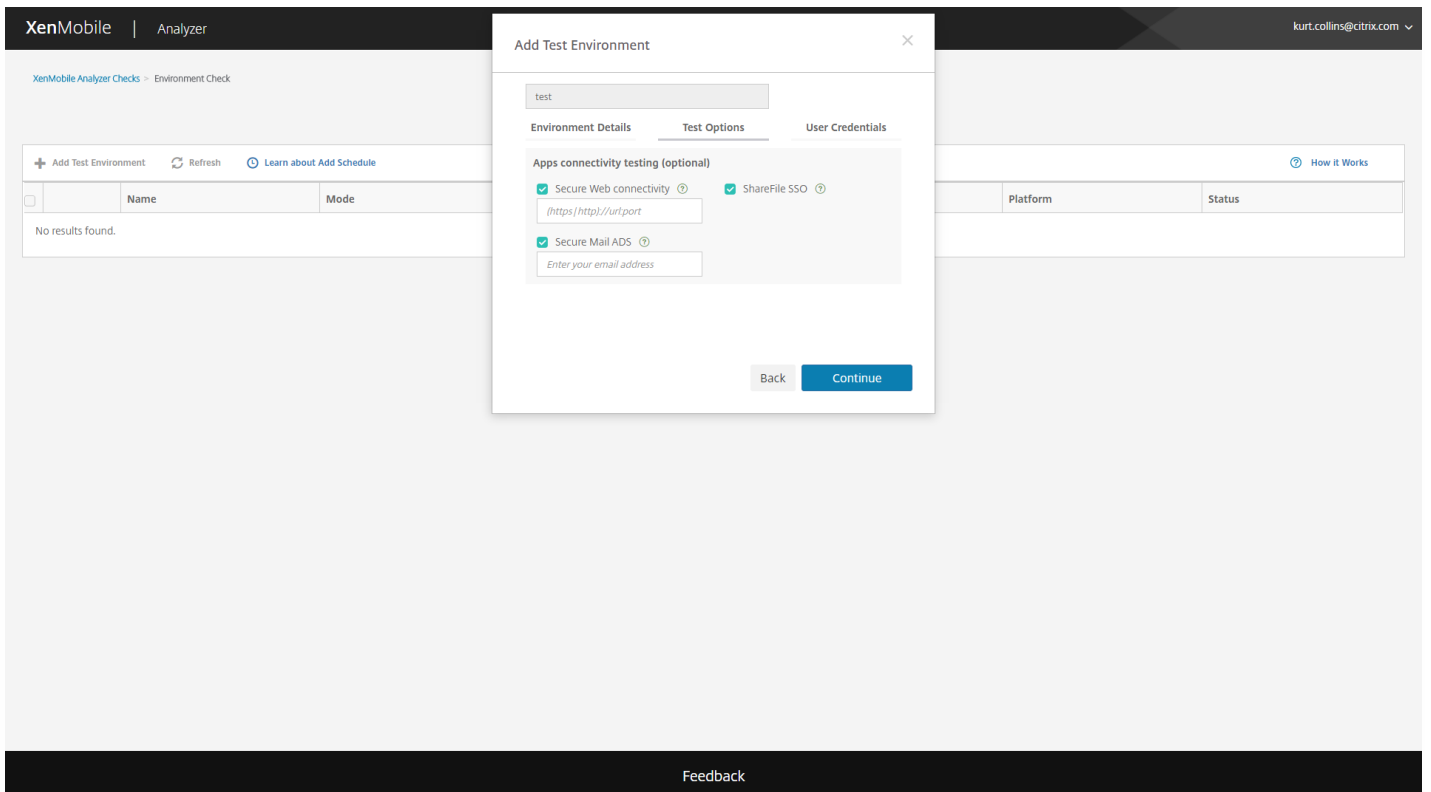 XenMobile | Analyzer
kurt.collins@citrix.com
XenMobile Analyzer Checks > Environment Check
Add Test Environment
test
Environment Details Test Options User Credentials
Add Test Environment Refresh Learn about Add Schedule
How it Works
Apps connectivity testing (optional)
Secure Web connectivity ? ShareFile SSO ?
(https|http)://url:port
Secure Mail ADS ?
Enter your email address
Name Mode Platform Status
No results found.
Back Continue
Feedback